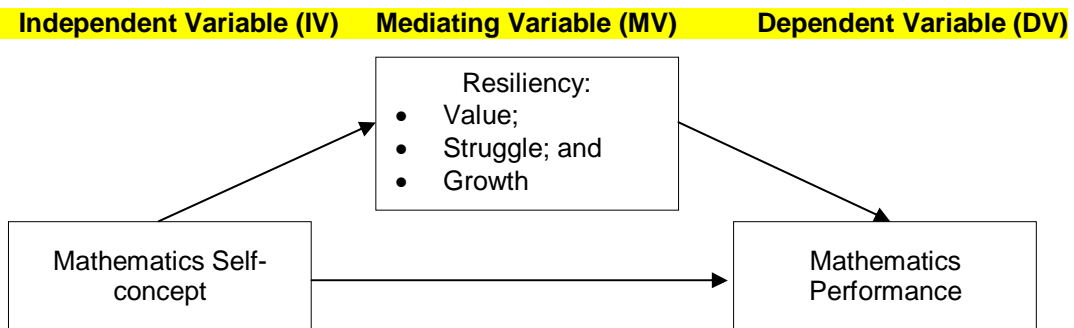 Independent Variable (IV) Mediating Variable (MV) Dependent Variable (DV)
Resiliency:
• Value;
• Struggle; and
• Growth
Mathematics Self-
concept
Mathematics
Performance